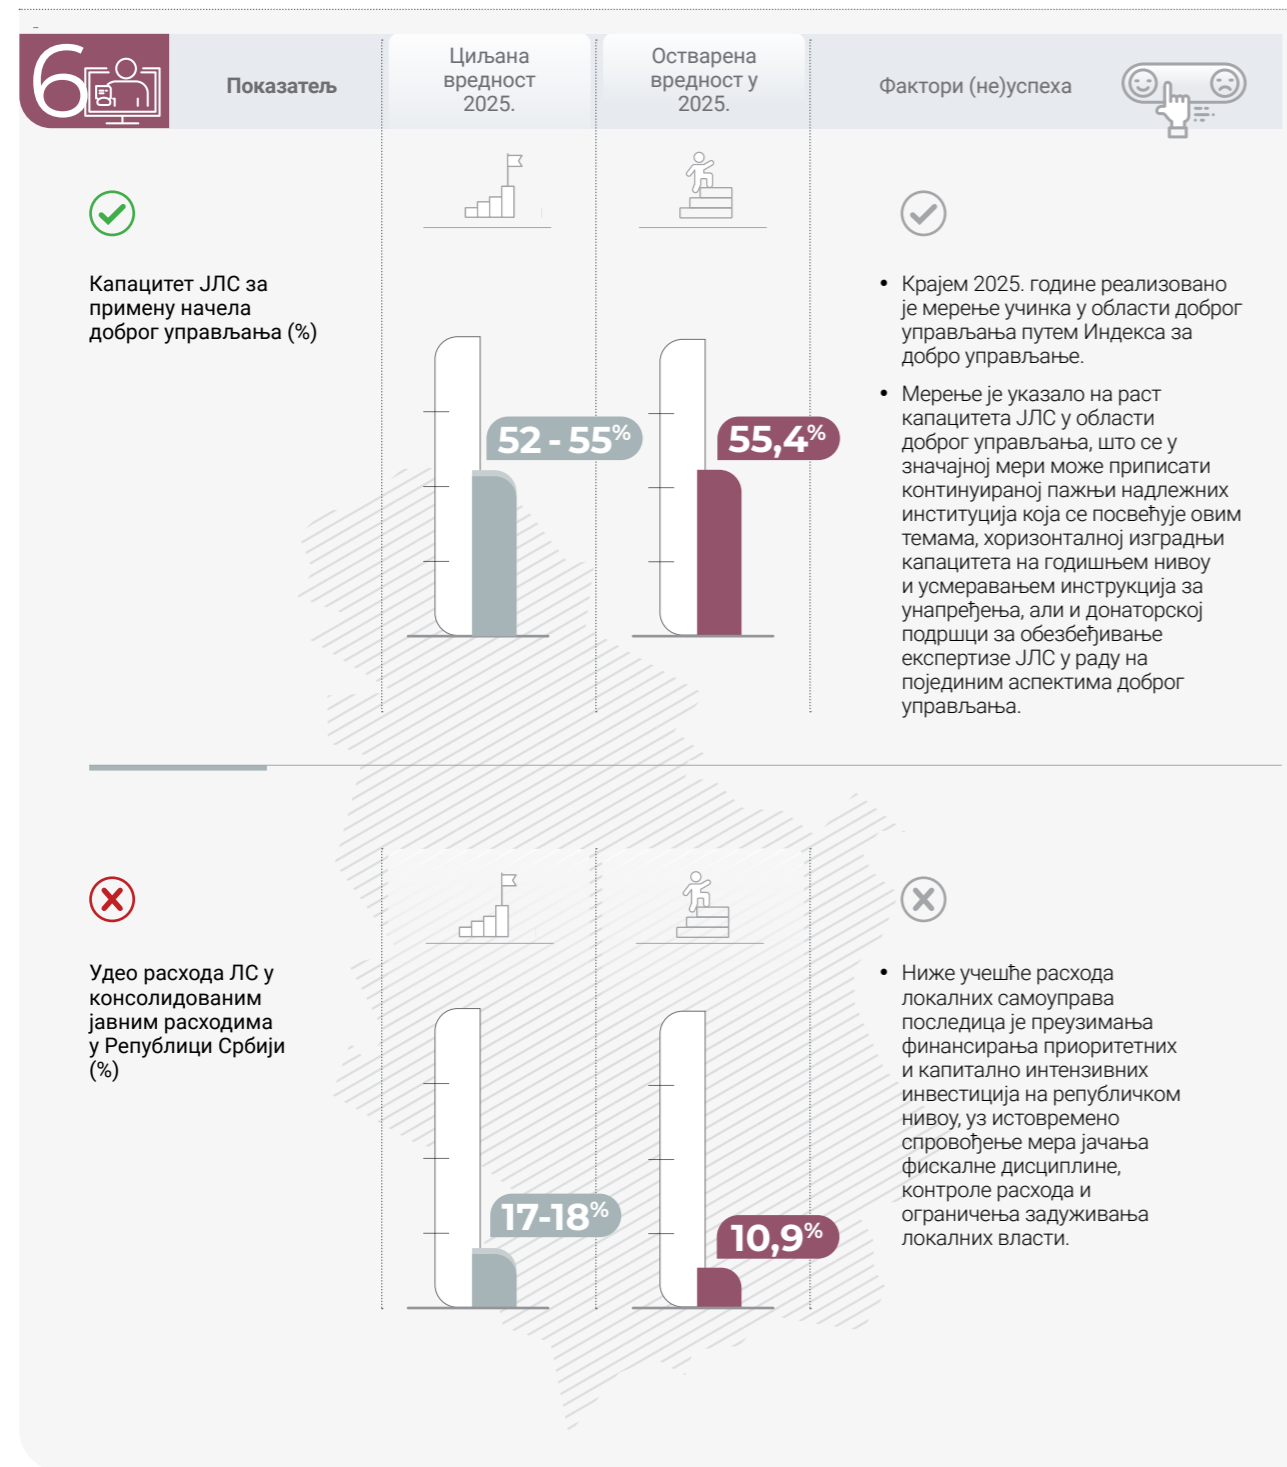 6
Показатељ
Циљана
вредност
2025.
Остварена
вредност у
2025.
Фактори (не)успеха
Капацитет ЈЛС за
примену начела
доброг управљања (%)
52 - 55%
55,4%
• Крајем 2025. године реализовано
је мерење учинка у области доброг
управљања путем Индекса за
добро управљање.
• Мерење је указало на раст
капацитета ЈЛС у области
доброг управљања, што се у
значајној мери може приписати
континуираној пажњи надлежних
институција која се посвећује овим
темама, хоризонталној изградњи
капацитета на годишњем нивоу
и усмеравањем инструкција за
унапређења, али и донаторској
подршци за обезбеђивање
експертизе ЈЛС у раду на
појединим аспектима доброг
управљања.
Удео расхода ЛС у
консолидованим
јавним расходима
у Републици Србији
(%)
17-18%
10,9%
• Ниже учешће расхода
локалних самоуправа
последица је преузимања
финансирања приоритетних
и капитално интензивних
инвестиција на републичком
нивоу, уз истовремено
спровођење мера јачања
фискалне дисциплине,
контроле расхода и
ограничења задуживања
локалних власти.